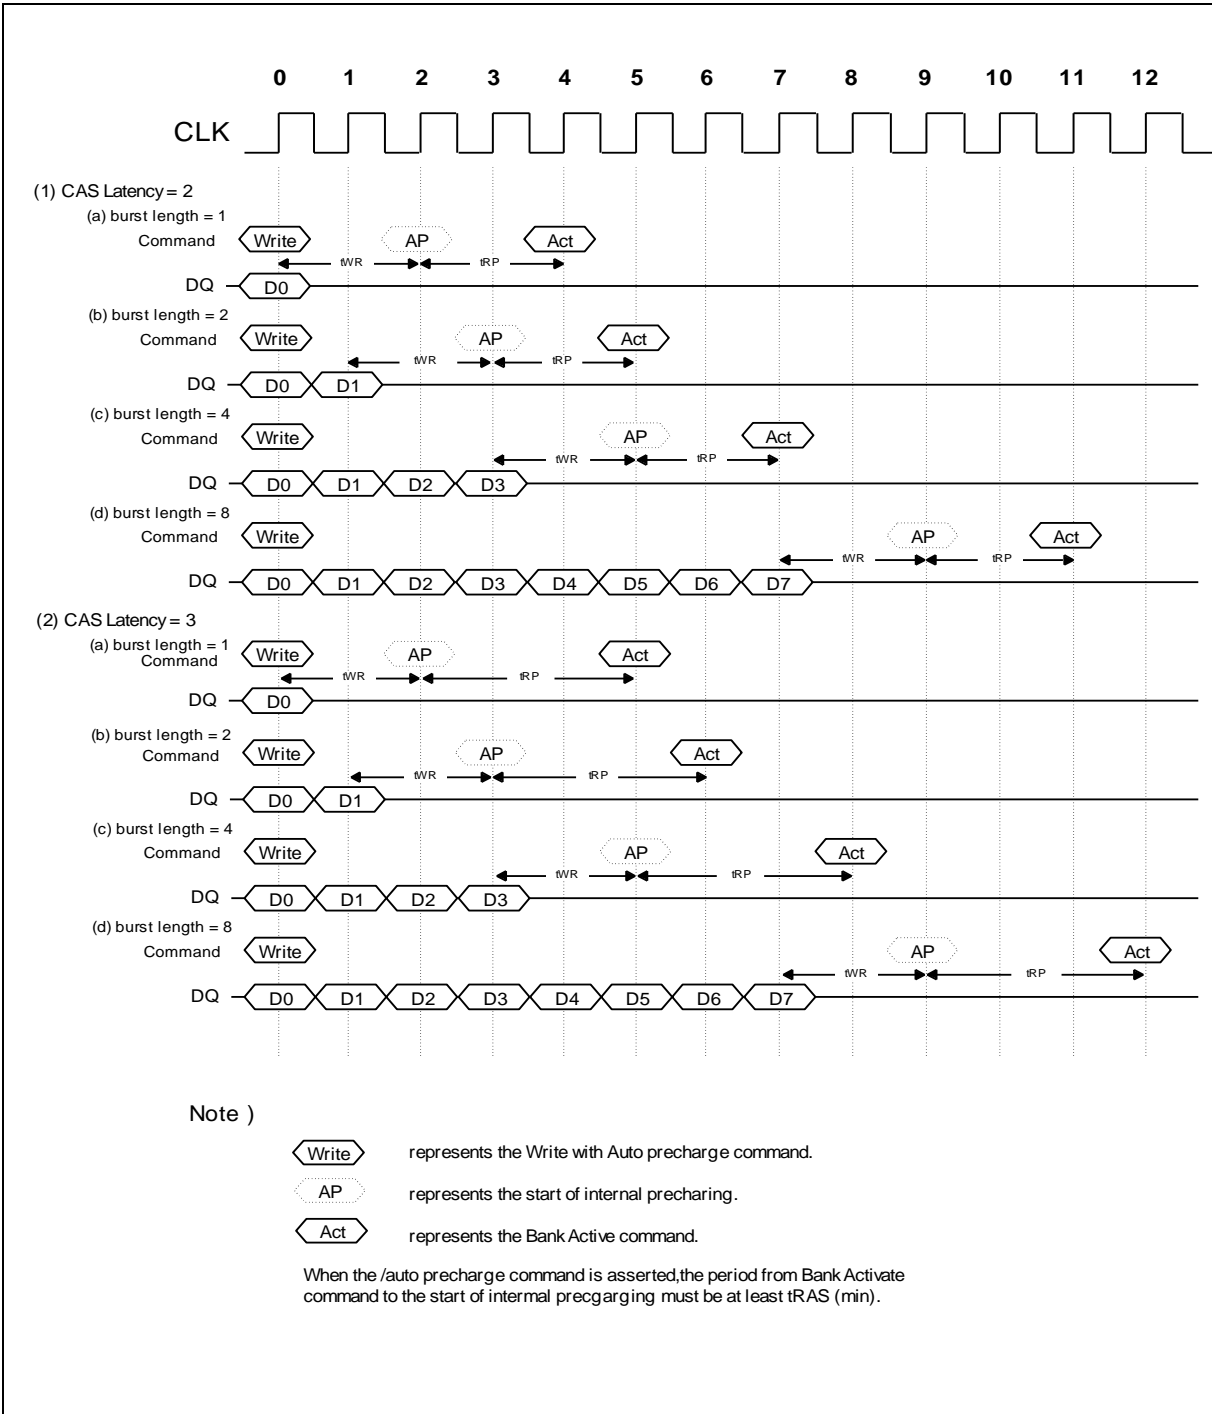 0 1 2 3 4 5 6 7 8 9 10 11 12
CLK
(1) CAS Latency = 2
(a) burst length = 1
Command Write AP Act
tWR tRP
DQ D0
(b) burst length = 2
Command Write AP Act
tWR tRP
DQ D0 D1
(c) burst length = 4
Command Write AP Act
tWR tRP
DQ D0 D1 D2 D3
(d) burst length = 8
Command Write AP Act
tWR tRP
DQ D0 D1 D2 D3 D4 D5 D6 D7
(2) CAS Latency = 3
(a) burst length = 1
Command Write AP Act
tWR tRP
DQ D0
(b) burst length = 2
Command Write AP Act
tWR tRP
DQ D0 D1
(c) burst length = 4
Command Write AP Act
tWR tRP
DQ D0 D1 D2 D3
(d) burst length = 8
Command Write AP Act
tWR tRP
DQ D0 D1 D2 D3 D4 D5 D6 D7
Note )
Write represents the Write with Auto precharge command.
AP represents the start of internal precharing.
Act represents the Bank Active command.
When the /auto precharge command is asserted,the period from Bank Activate
command to the start of intermal precgarging must be at least tRAS (min).